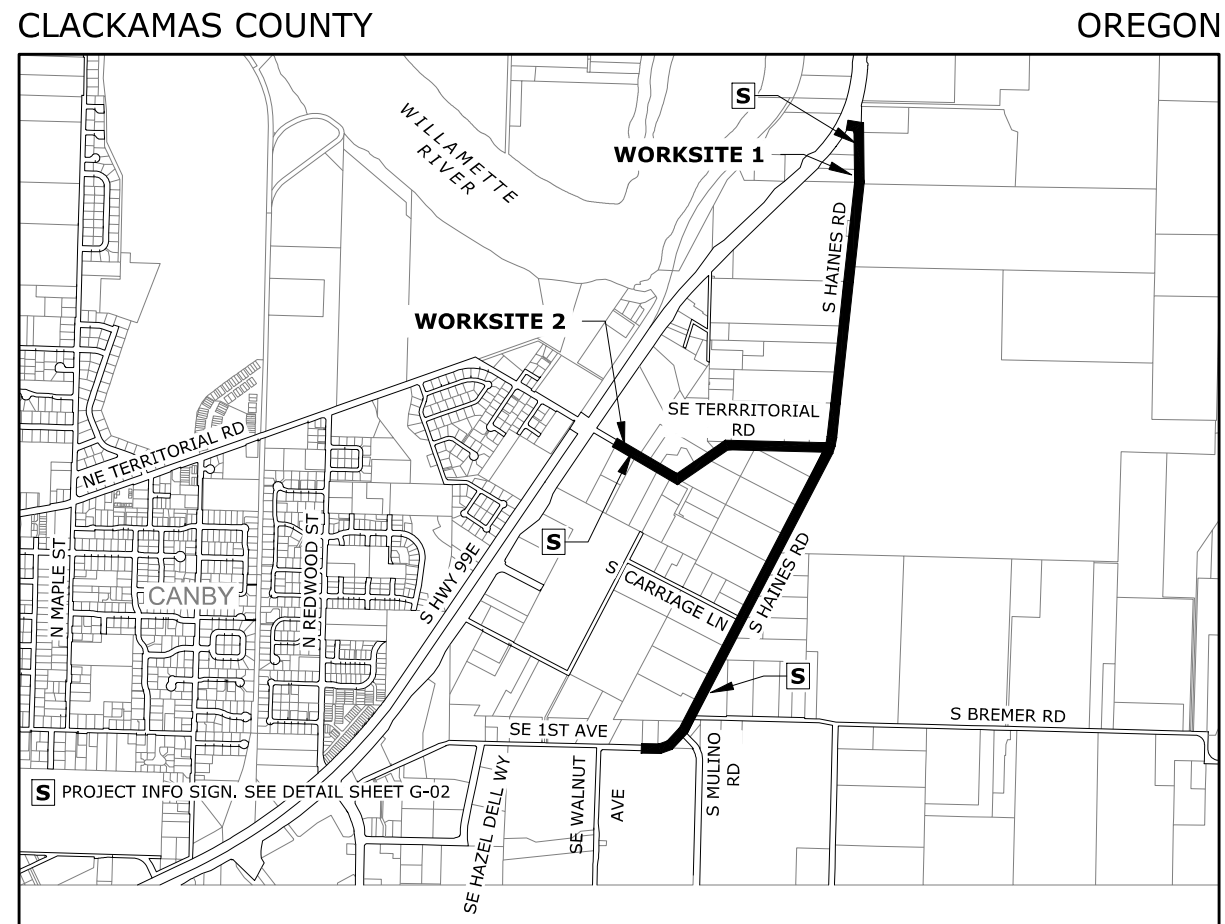 CLACKAMAS COUNTY
OREGON
S
WILLAMETTE
RIVER
WORKSITE 1
S HAINES RD
WORKSITE 2
SE TERRRITORIAL
RD
NE TERRITORIAL RD
S
S HWY 99E
N REDWOOD ST
N MAPLE ST
CANBY
S CARRIAGE LN
S HAINES RD
S
S BREMER RD
SE 1ST AVE
S MULINO
RD
SE WALNUT
AVE
SE HAZEL DELL WY
S PROJECT INFO SIGN. SEE DETAIL SHEET G-02